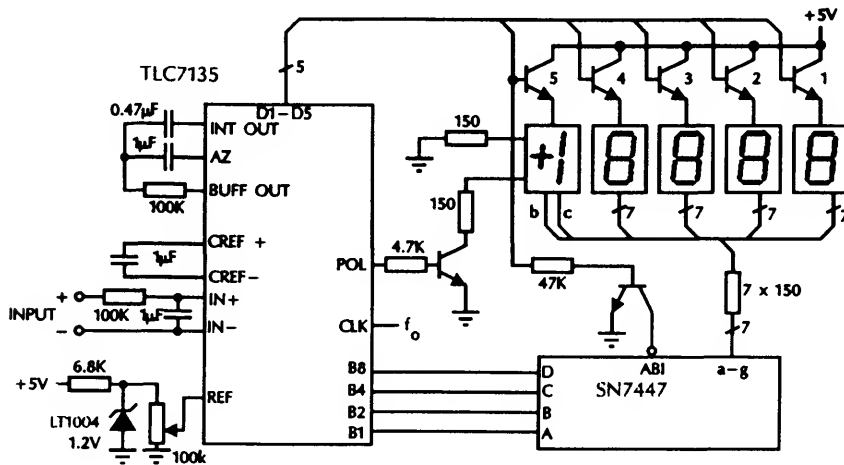 +5V
TLC7135
5
5
4
3
2
1
0.47µF
D1-D5
INT OUT
150
1µF
AZ
BUFF OUT
100K
150
b
c
7
7
7
7
CREF +
1µF
CREF-
4.7K
POL
47K
7 x 150
+
IN+
INPUT
100K
1µF
-
IN-
CLK
fo
7
6.8K
ABI
a-g
+5V
B8
D
SN7447
REF
B4
C
LT1004
B2
B
1.2V
B1
A
100k
+1
8
8
8
8